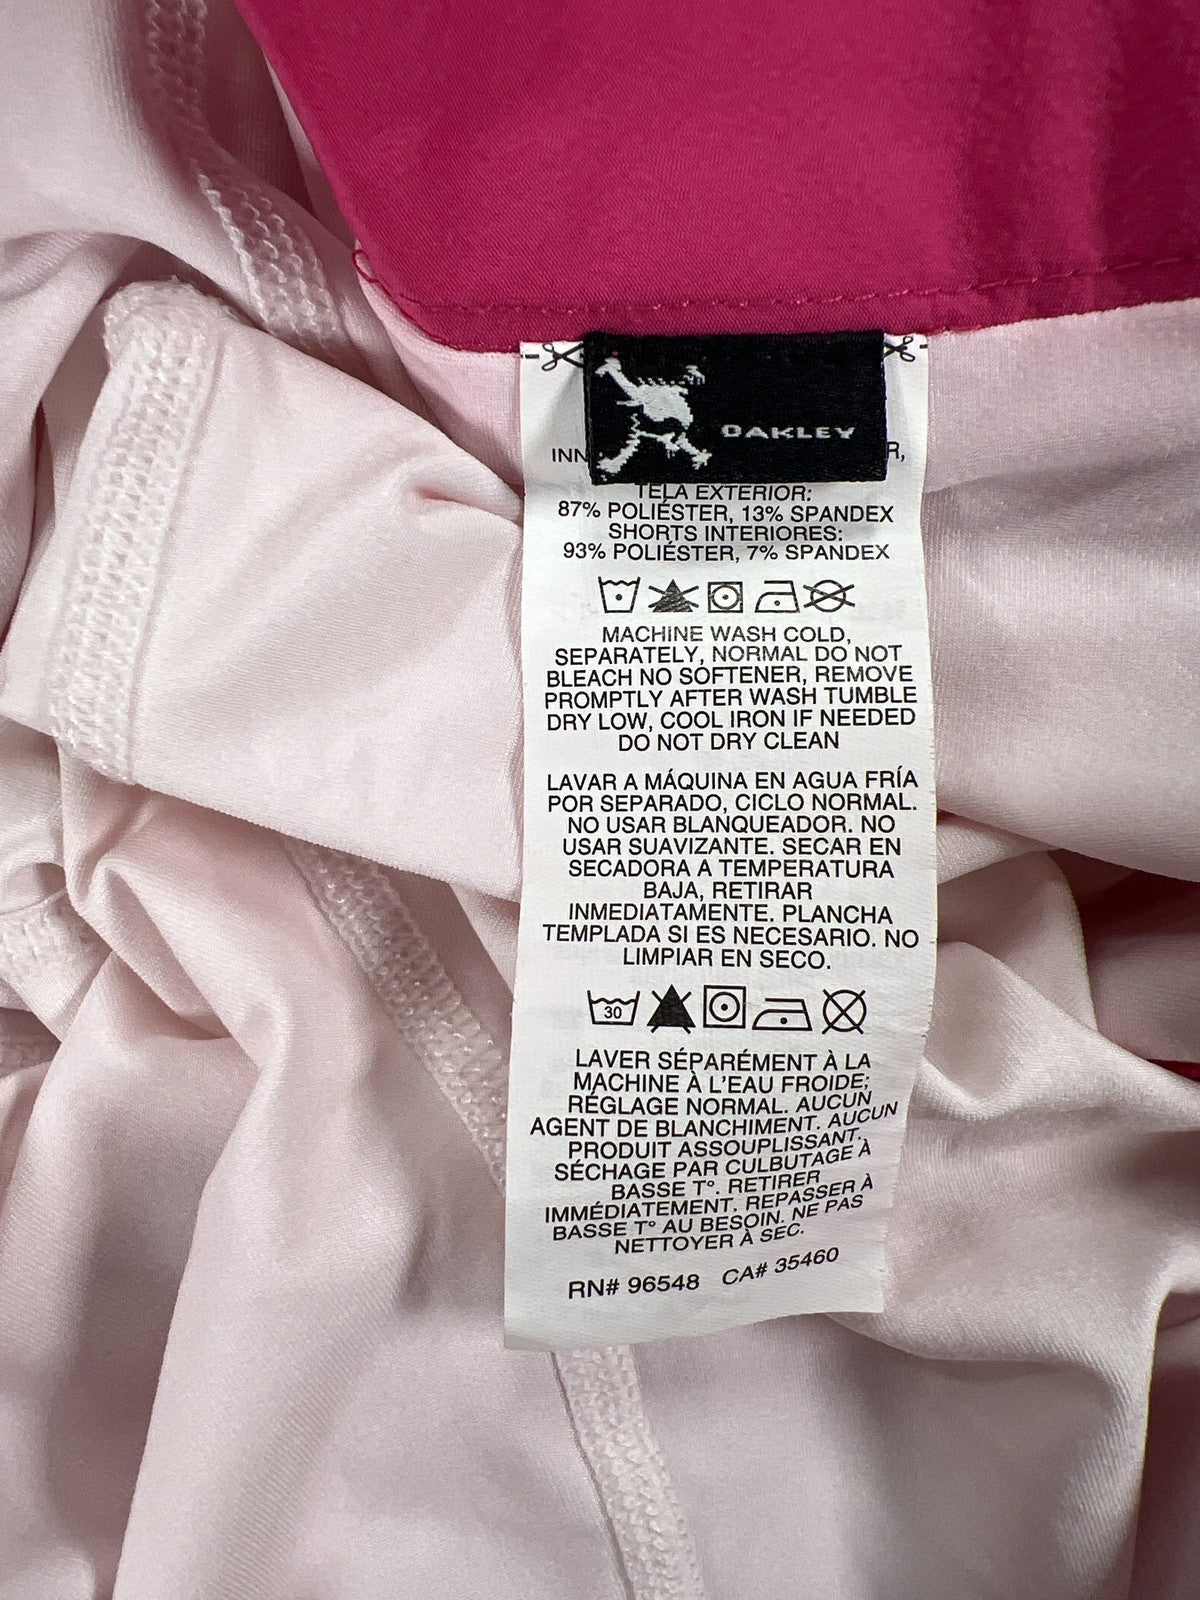 OAKLEY
TELA EXTERIOR:
87% POLIÉSTER, 13% SPANDEX
SHORTS INTERIORES:
93% POLIÉSTER, 7% SPANDEX
MACHINE WASH COLD,
SEPARATELY, NORMAL DO NOT
BLEACH NO SOFTENER, REMOVE
PROMPTLY AFTER WASH TUMBLE
DRY LOW, COOL IRON IF NEEDED
DO NOT DRY CLEAN
LAVAR A MÁQUINA EN AGUA FRÍA
POR SEPARADO, CICLO NORMAL.
NO USAR BLANQUEADOR. NO
USAR SUAVIZANTE. SECAR EN
SECADORA A TEMPERATURA
BAJA, RETIRAR
INMEDIATAMENTE. PLANCHA
TEMPLADA SI ES NECESARIO. NO
LIMPIAR EN SECO.
30
LAVER SÉPARÉMENT À LA
MACHINE À L'EAU FROIDE;
RÉGLAGE NORMAL. AUCUN
AGENT DE BLANCHIMENT. AUCUN
PRODUIT ASSOUPLISSANT.
SÉCHAGE PAR CULBUTAGE À
BASSE T°. RETIRER
IMMÉDIATEMENT. REPASSER À
BASSE T° AU BESOIN. NE PAS
NETTOYER À SEC.
RN# 96548 CA# 35460